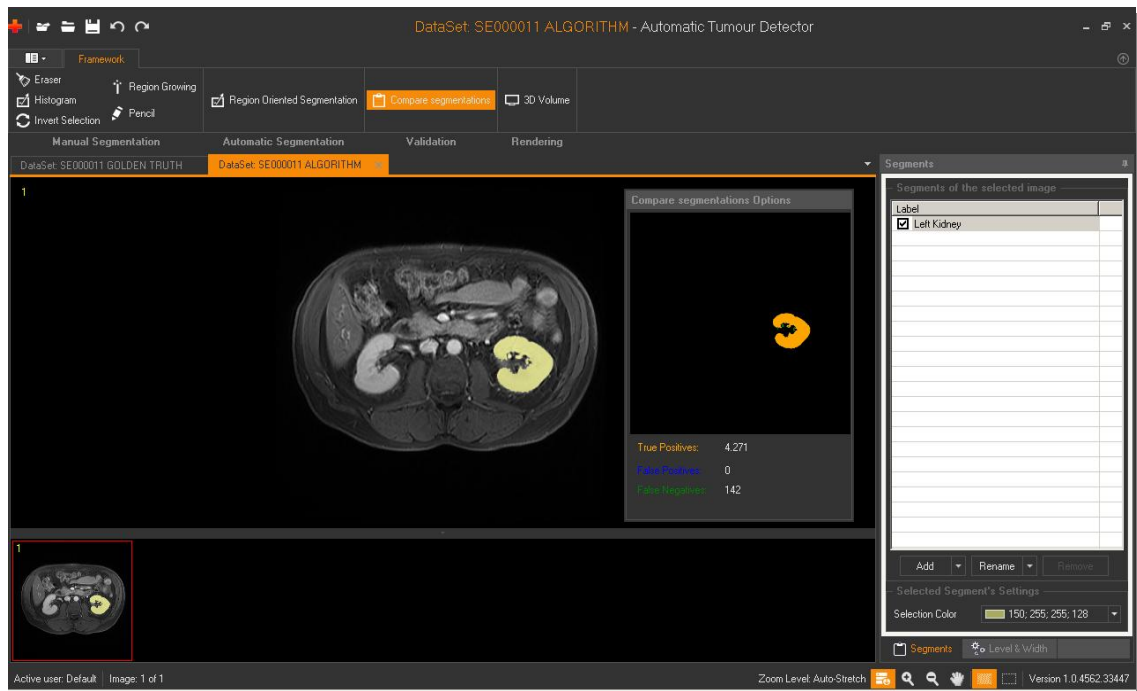 DataSet: SE000011 ALGORITHM - Automatic Tumour Detector
Framework
Eraser
Histogram
Invert Selection
Region Growing
Pencil
Manual Segmentation
Region Oriented Segmentation
Automatic Segmentation
Compare segmentations
Validation
3D Volume
Rendering
DataSet: SE000011 GOLDEN TRUTH
DataSet: SE000011 ALGORITHM
1
Compare segmentations Options
True Positives: 4.271
False Positives: 0
False Negatives: 142
1
Segments
Segments of the selected image
Label
Left Kidney
Add
Rename
Remove
Selected Segment's Settings
Selection Color 150; 255; 255; 128
Segments
Level & Width
Active user: Default Image: 1 of 1
Zoom Level: Auto-Stretch
Version 1.0.4562.33447